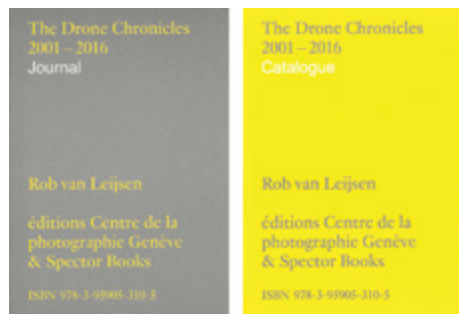 The Drone Chronicles
2001 – 2016
Journal
Rob van Leijsen
éditions Centre de la
photographie Genève
& Spector Books
ISBN 978-3-95905-310-5
The Drone Chronicles
2001 – 2016
Catalogue
Rob van Leijsen
éditions Centre de la
photographie Genève
& Spector Books
ISBN 978-3-95905-310-5